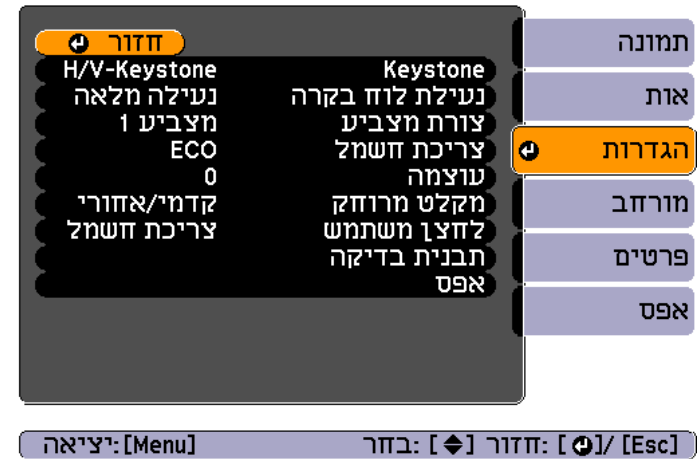 חזור
Keystone H/V-Keystone
נעילת לוח בקרה נעילה מלאה
צורת מצביע מצביע 1
צריכת חשמל ECO
עוצמה 0
מקלט מרוחק קדמי/אחורי
לחצן משתמש צריכת חשמל
תבנית בדיקה
אפס
תמונה
אות
הגדרות
מורחב
פרטים
אפס
[Esc] /[ ]: חזור [ ]: בחר [Menu]: יציאה